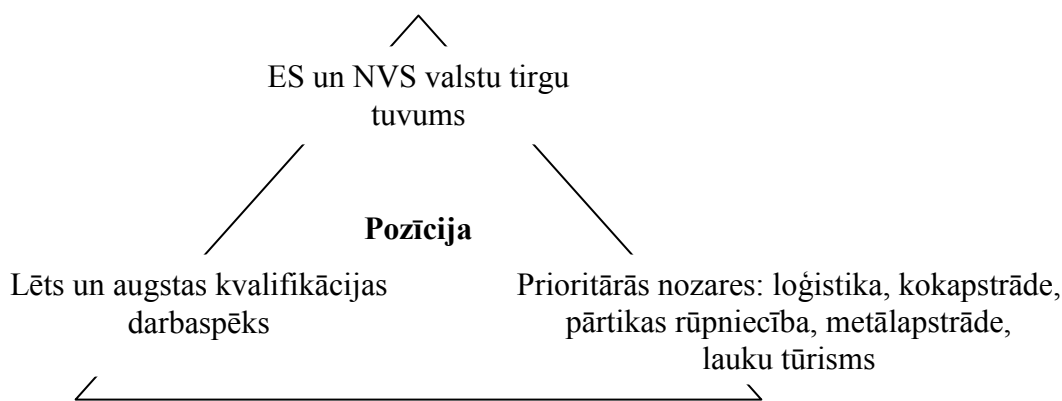 ES un NVS valstu tirgu
tuvums
Pozīcija
Lēts un augstas kvalifikācijas
darbaspēks
Prioritārās nozares: loģistika, kokapstrāde,
pārtikas rūpniecība, metālapstrāde,
lauku tūrisms